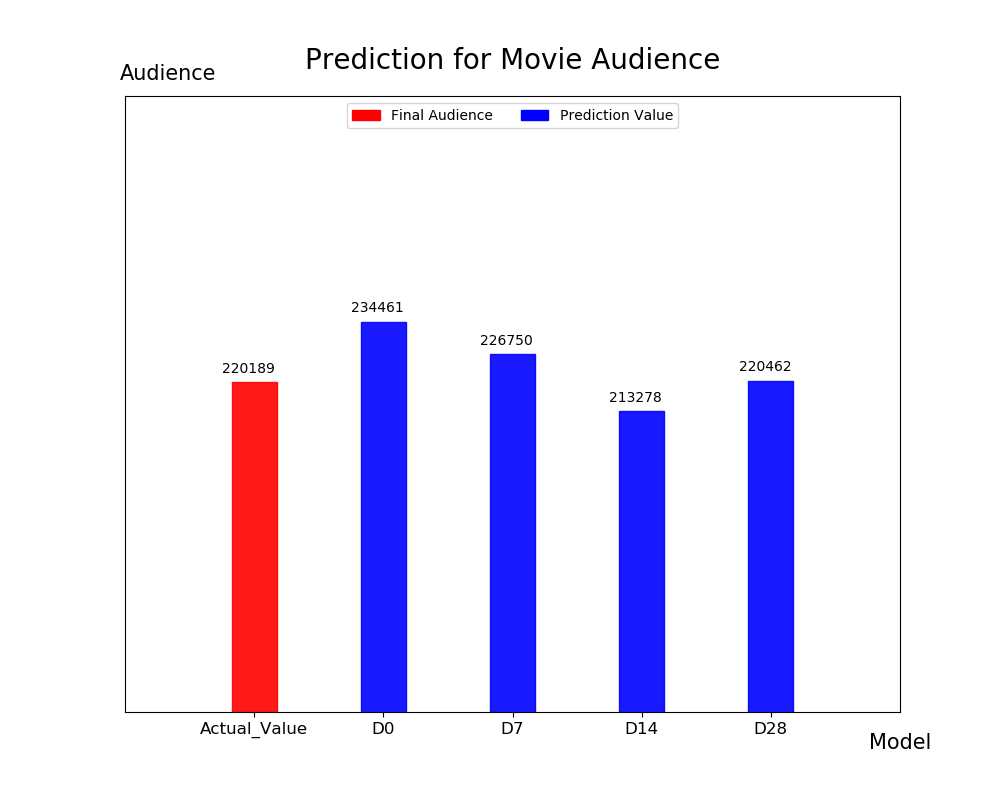 Prediction for Movie Audience
Audience
Final Audience
Prediction Value
234461
226750
220189
220462
213278
Actual_Value
D0
D7
D14
D28
Model